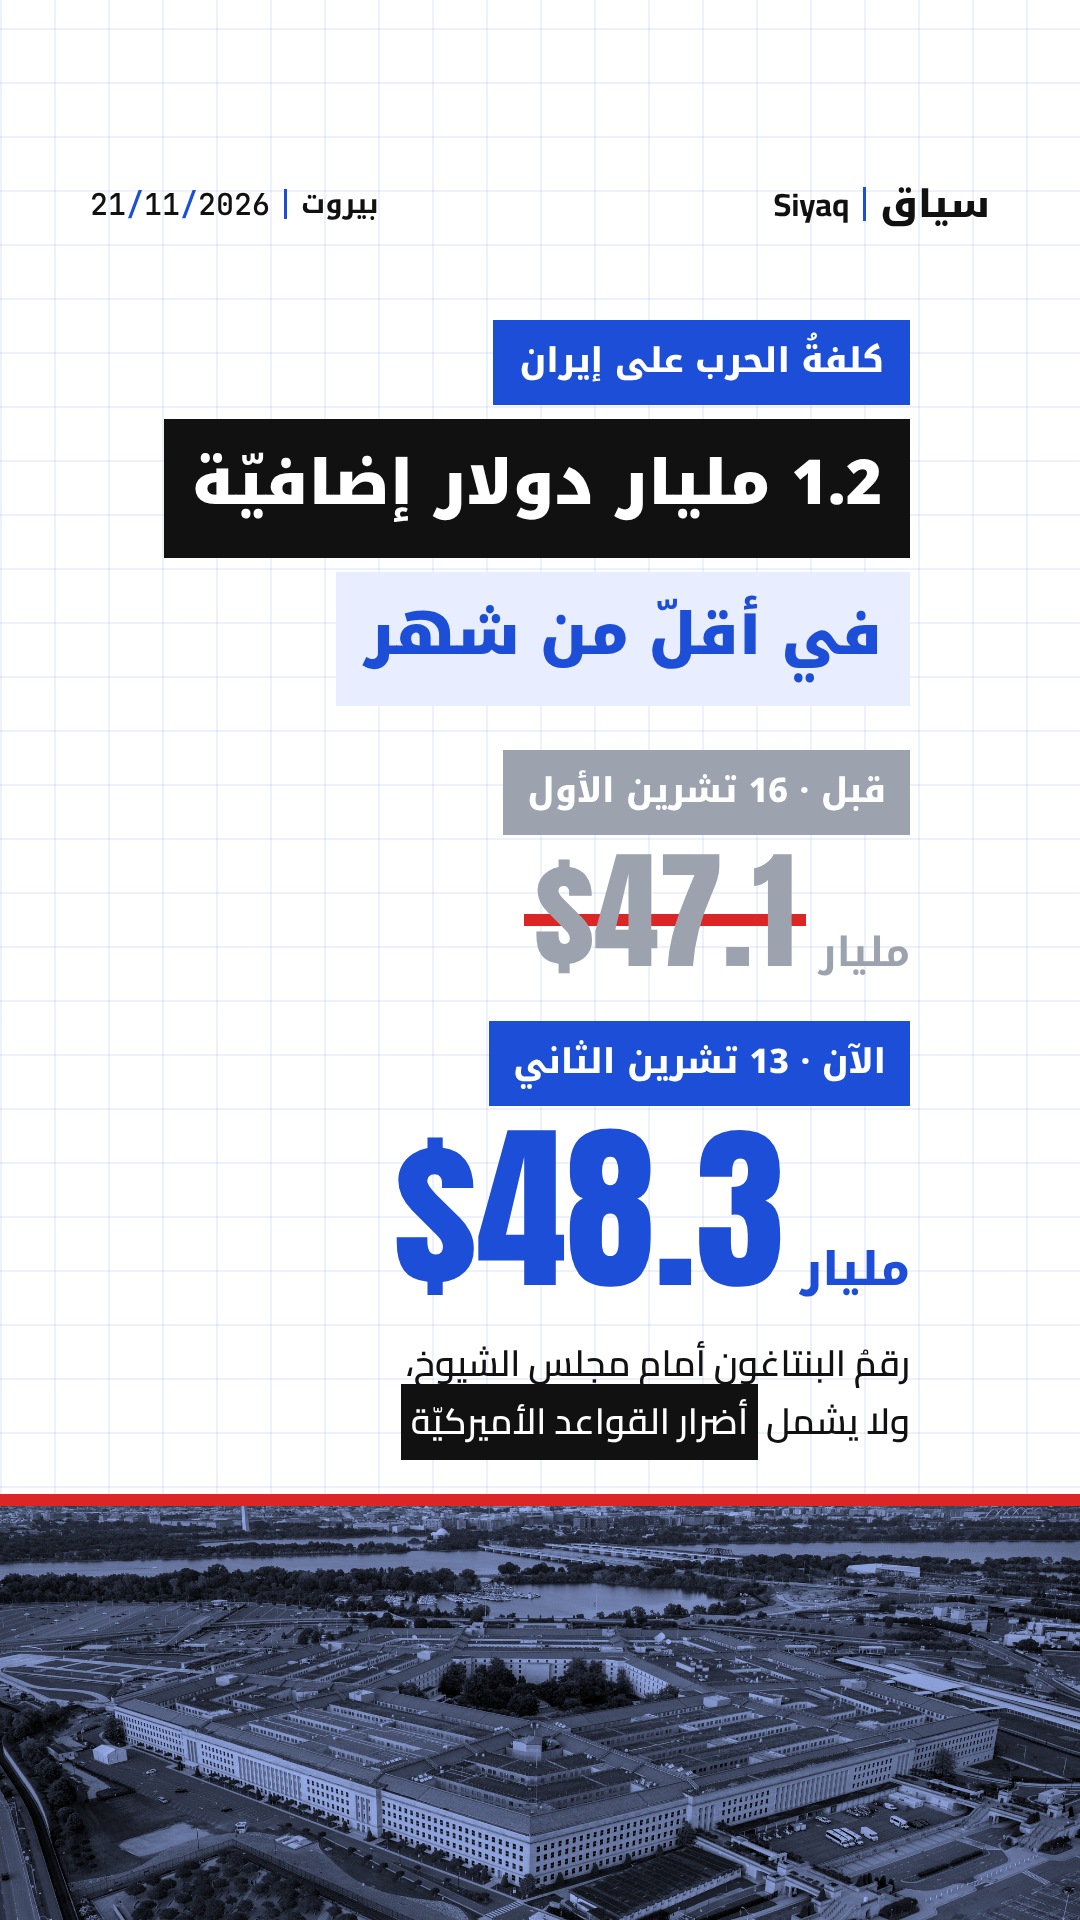 سياق | Siyaq
بيروت | 21/11/2026
كلفةُ الحرب على إيران
1.2 مليار دولار إضافيّة
في أقلّ من شهر
قبل · 16 تشرين الأول
$47.1 مليار
الآن · 13 تشرين الثاني
$48.3 مليار
رقمُ البنتاغون أمام مجلس الشيوخ،
ولا يشمل أضرار القواعد الأميركيّة